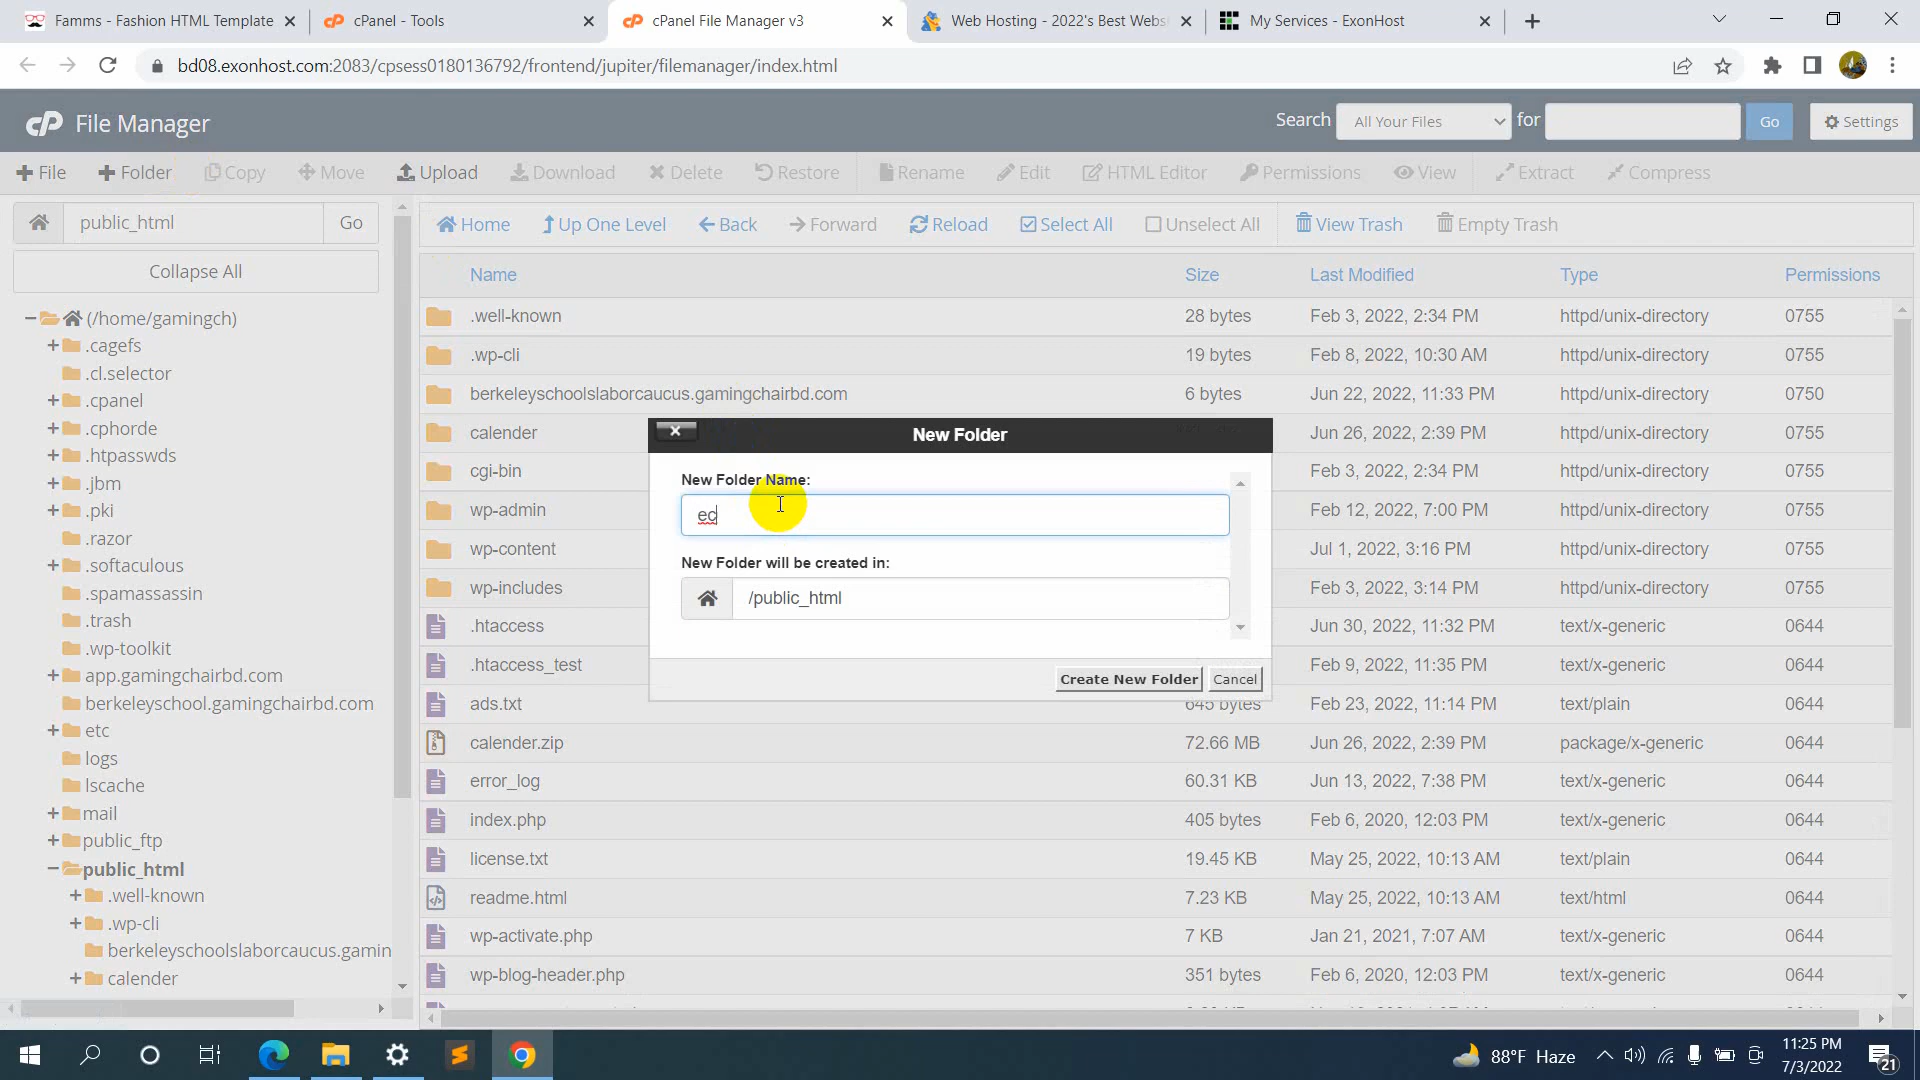 Famms - Fashion HTML Template
cPanel - Tools
cPanel File Manager v3
Web Hosting - 2022's Best Webs
My Services - ExonHost
bd08.exonhost.com:2083/cpsess0180136792/frontend/jupiter/filemanager/index.html
cP File Manager
Search All Your Files for Go Settings
+ File + Folder Copy Move Upload Download Delete Restore Rename Edit HTML Editor Permissions View Extract Compress
public_html Go
Home Up One Level Back Forward Reload Select All Unselect All View Trash Empty Trash
Collapse All
(/home/gamingch)
.cagefs
.cl.selector
.cpanel
.cphorde
.htpasswds
.jbm
.pki
.razor
.softaculous
.spamassassin
.trash
.wp-toolkit
app.gamingchairbd.com
berkeleyschool.gamingchairbd.com
etc
logs
lscache
mail
public_ftp
public_html
.well-known
.wp-cli
berkeleyschoolslaborcaucus.gamin
calender
Name Size Last Modified Type Permissions
.well-known 28 bytes Feb 3, 2022, 2:34 PM httpd/unix-directory 0755
.wp-cli 19 bytes Feb 8, 2022, 10:30 AM httpd/unix-directory 0755
berkeleyschoolslaborcaucus.gamingchairbd.com 6 bytes Jun 22, 2022, 11:33 PM httpd/unix-directory 0750
calender Jun 26, 2022, 2:39 PM httpd/unix-directory 0755
cgi-bin Feb 3, 2022, 2:34 PM httpd/unix-directory 0755
wp-admin Feb 12, 2022, 7:00 PM httpd/unix-directory 0755
wp-content Jul 1, 2022, 3:16 PM httpd/unix-directory 0755
wp-includes Feb 3, 2022, 3:14 PM httpd/unix-directory 0755
.htaccess Jun 30, 2022, 11:32 PM text/x-generic 0644
.htaccess_test Feb 9, 2022, 11:35 PM text/x-generic 0644
ads.txt 645 bytes Feb 23, 2022, 11:14 PM text/plain 0644
calender.zip 72.66 MB Jun 26, 2022, 2:39 PM package/x-generic 0644
error_log 60.31 KB Jun 13, 2022, 7:38 PM text/x-generic 0644
index.php 405 bytes Feb 6, 2020, 12:03 PM text/x-generic 0644
license.txt 19.45 KB May 25, 2022, 10:13 AM text/plain 0644
readme.html 7.23 KB May 25, 2022, 10:13 AM text/html 0644
wp-activate.php 7 KB Jan 21, 2021, 7:07 AM text/x-generic 0644
wp-blog-header.php 351 bytes Feb 6, 2020, 12:03 PM text/x-generic 0644
New Folder
New Folder Name:
ec
New Folder will be created in:
/public_html
Create New Folder Cancel
88°F Haze
11:25 PM
7/3/2022
21